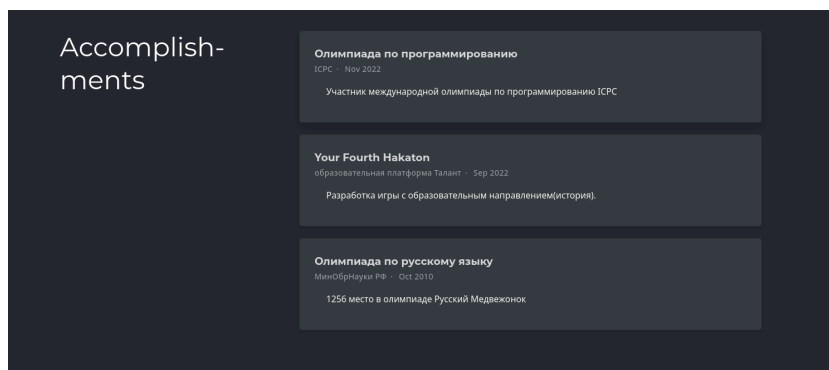 Accomplish-
ments
Олимпиада по программированию
ICPC · Nov 2022
Участник международной олимпиады по программированию ICPC
Your Fourth Hakaton
образовательная платформа Талант · Sep 2022
Разработка игры с образовательным направлением(история).
Олимпиада по русскому языку
МинОбрНауки РФ · Oct 2010
1256 место в олимпиаде Русский Медвежонок